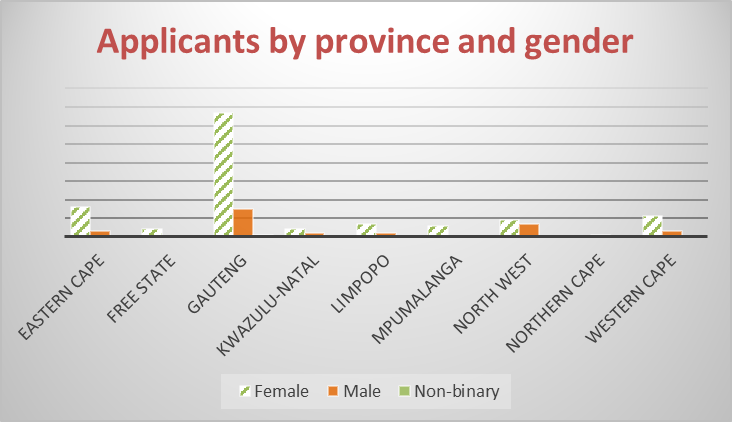 Applicants by province and gender
EASTERN CAPE
FREE STATE
GAUTENG
KWAZULU-NATAL
LIMPOPO
MPUMALANGA
NORTH WEST
NORTHERN CAPE
WESTERN CAPE
Female Male Non-binary